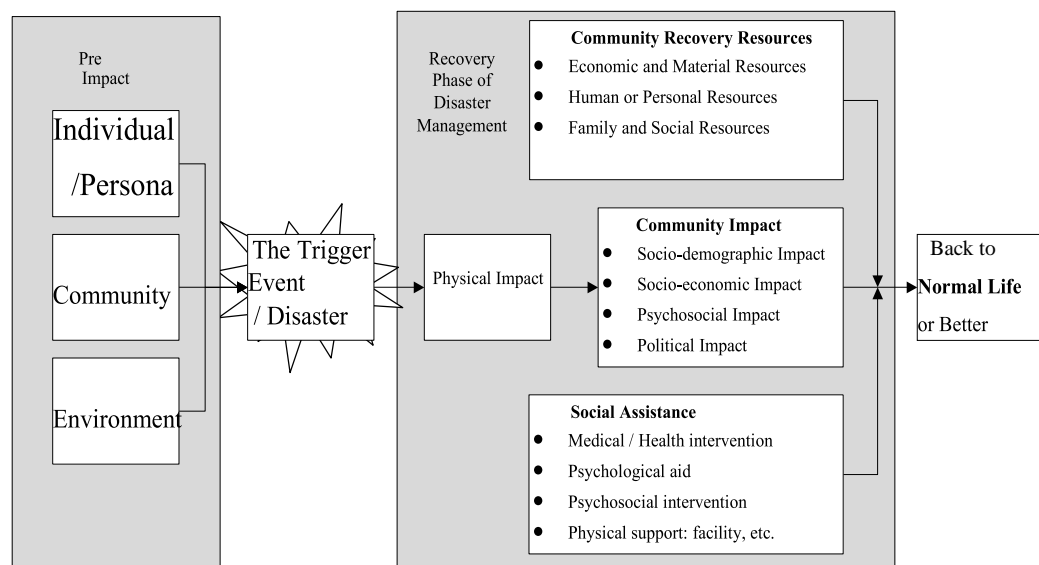 Pre
Impact
Individual
/Persona
Community
Environment
The Trigger
Event
/ Disaster
Recovery
Phase of
Disaster
Management
Community Recovery Resources
● Economic and Material Resources
● Human or Personal Resources
● Family and Social Resources
Physical Impact
Community Impact
● Socio-demographic Impact
● Socio-economic Impact
● Psychosocial Impact
● Political Impact
Social Assistance
● Medical / Health intervention
● Psychological aid
● Psychosocial intervention
● Physical support: facility, etc.
Back to
Normal Life
or Better